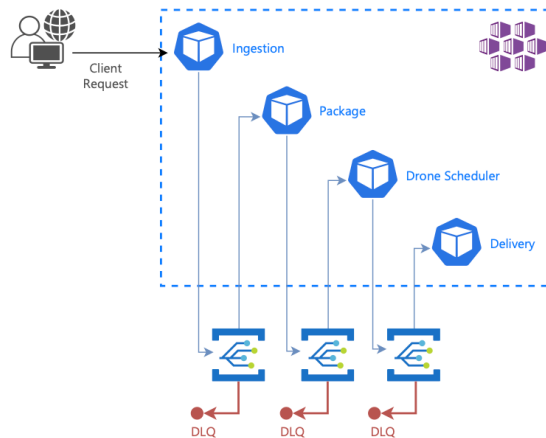 Ingestion
Client
Request
Package
Drone Scheduler
Delivery
DLQ
DLQ
DLQ